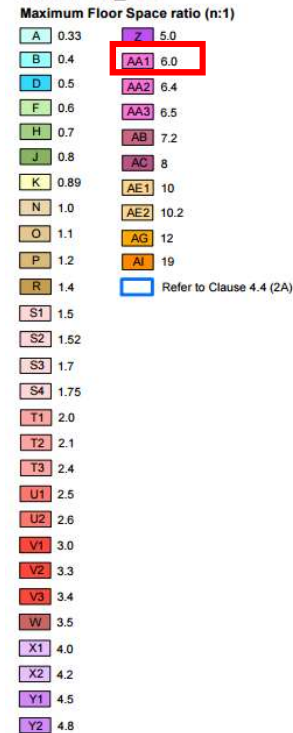 Maximum Floor Space ratio (n:1)
A 0.33
B 0.4
D 0.5
F 0.6
H 0.7
J 0.8
K 0.89
N 1.0
O 1.1
P 1.2
R 1.4
S1 1.5
S2 1.52
S3 1.7
S4 1.75
T1 2.0
T2 2.1
T3 2.4
U1 2.5
U2 2.6
V1 3.0
V2 3.3
V3 3.4
W 3.5
X1 4.0
X2 4.2
Y1 4.5
Y2 4.8
Z 5.0
AA1 6.0
AA2 6.4
AA3 6.5
AB 7.2
AC 8
AE1 10
AE2 10.2
AG 12
AI 19
Refer to Clause 4.4 (2A)